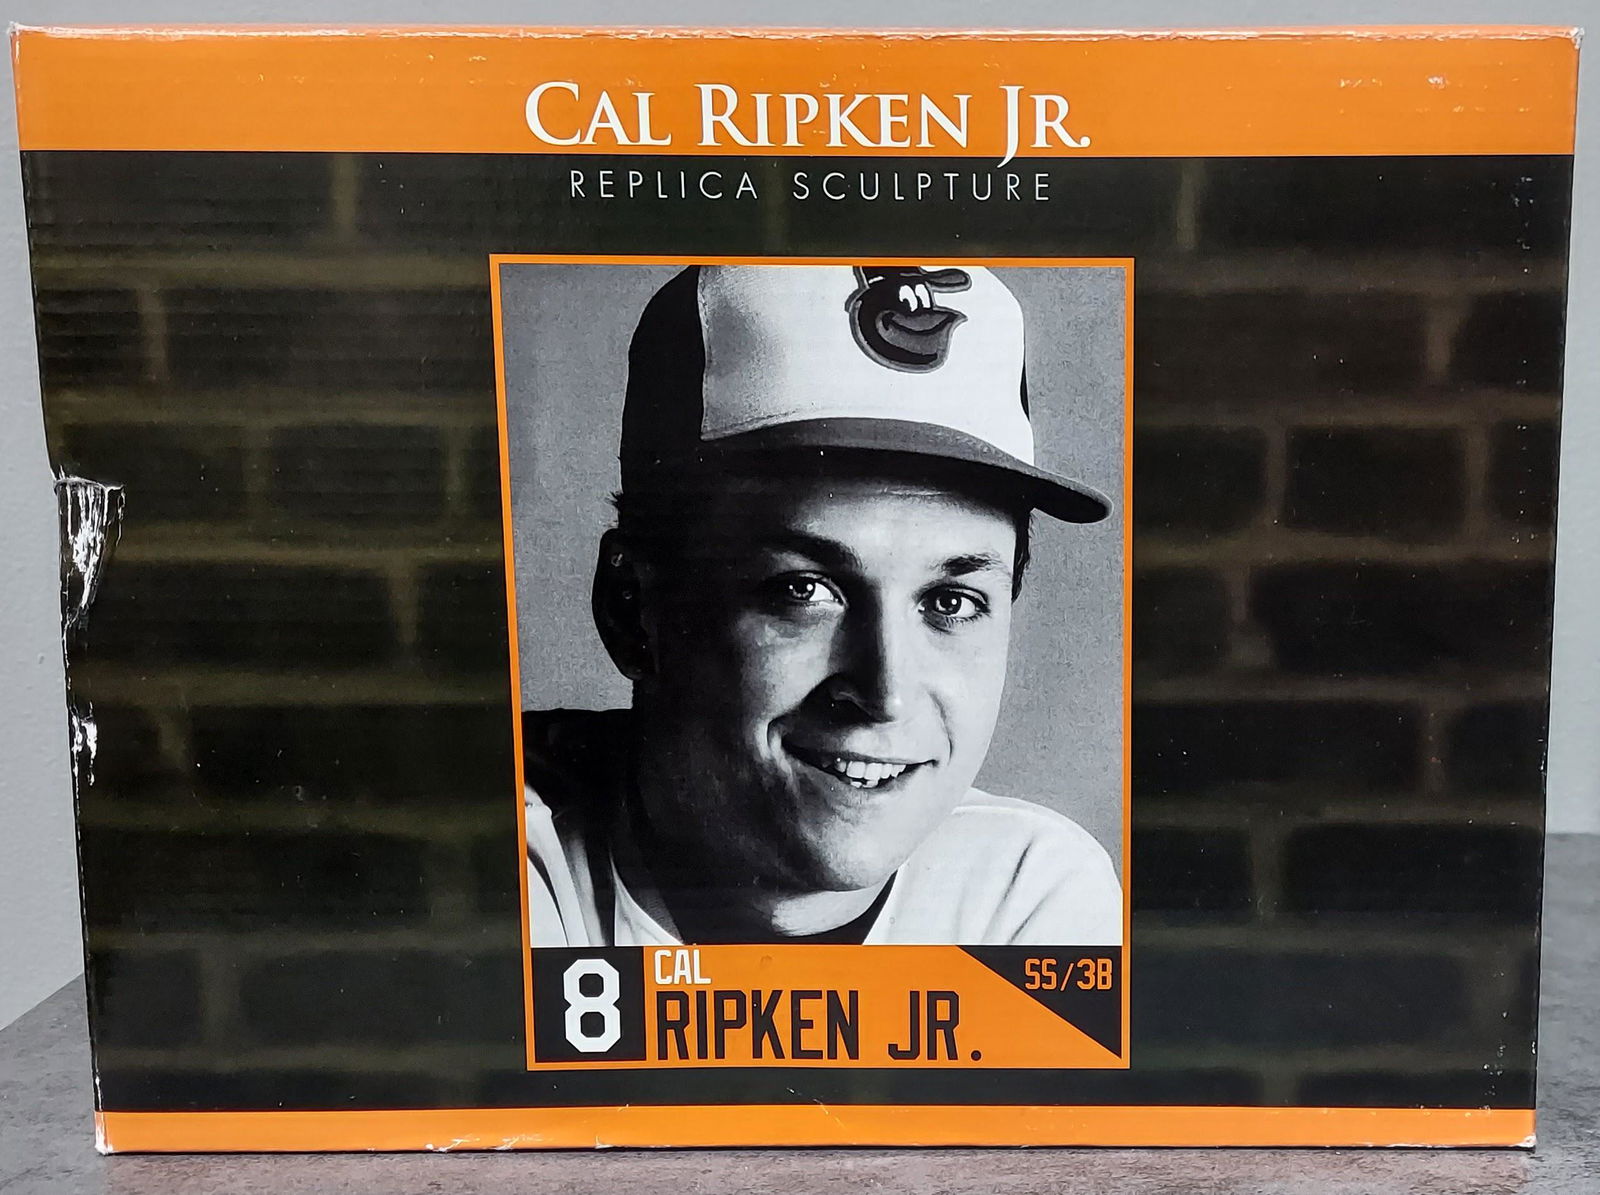 CAL RIPKEN JR.
REPLICA SCULPTURE
8
CAL
RIPKEN JR.
SS/3B